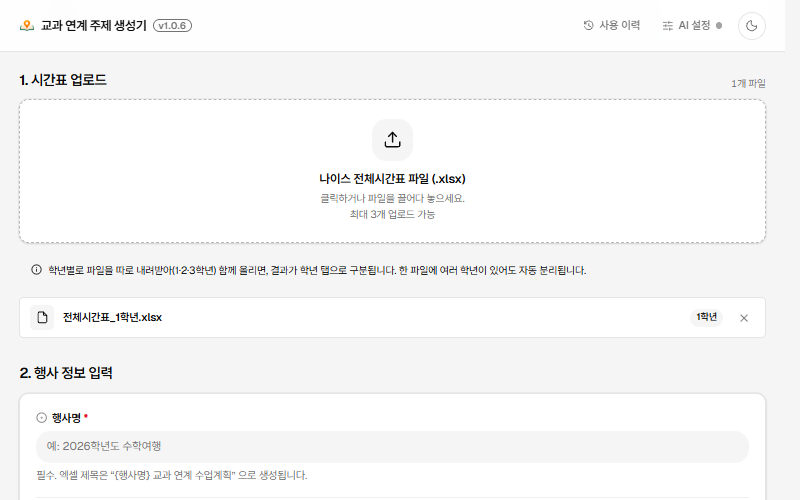 교과 연계 주제 생성기 v1.0.6
사용 이력
AI 설정
1. 시간표 업로드
1개 파일
나이스 전체시간표 파일 (.xlsx)
클릭하거나 파일을 끌어다 놓으세요.
최대 3개 업로드 가능
학년별로 파일을 따로 내려받아(1·2·3학년) 함께 올리면, 결과가 학년 탭으로 구분됩니다. 한 파일에 여러 학년이 있어도 자동 분리됩니다.
전체시간표_1학년.xlsx
1학년
2. 행사 정보 입력
행사명 *
예: 2026학년도 수학여행
필수. 엑셀 제목은 “{행사명} 교과 연계 수업계획” 으로 생성됩니다.